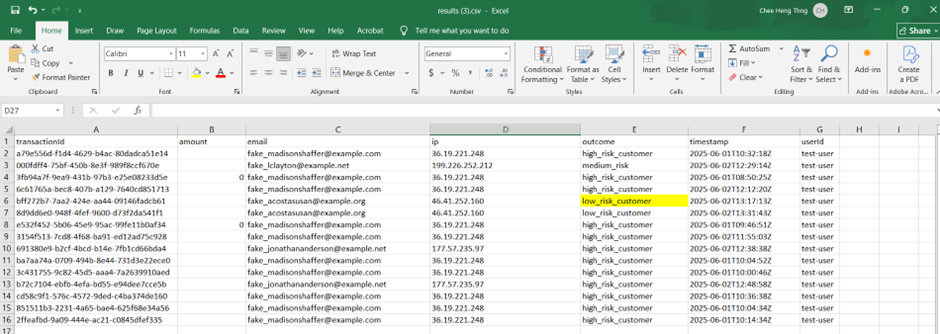 results (3).csv - Excel
Chee Heng Thng CH
File Home Insert Draw Page Layout Formulas Data Review View Help Acrobat Tell me what you want to do Share
Paste Cut Copy Format Painter Clipboard
Calibri 11 B I U Font
Wrap Text Merge & Center Alignment
General $ % , Number
Conditional Formatting Format as Table Cell Styles Styles
Insert Delete Format Cells
AutoSum Fill Clear Sort & Filter Find & Select Editing
Add-ins Add-ins
Create a PDF Adobe Acro...
D27 fx
A B C D E F G H I
1 transactionId amount email ip outcome timestamp userId
2 a79e556d-f1d4-4629-b4ac-80dadca51e14 fake_madisonshaffer@example.com 36.19.221.248 high_risk_customer 2025-06-01T10:32:18Z test-user
3 000fdff4-75bf-450b-8e3f-989f8ccf670e fake_lclayton@example.net 199.226.252.212 medium_risk 2025-06-02T12:29:14Z test-user
4 3fb94a7f-9ea9-431b-97b3-e25e08233d5e 0 fake_madisonshaffer@example.com 36.19.221.248 high_risk_customer 2025-06-01T08:50:25Z test-user
5 6c61765a-bec8-407b-a129-7640cd851713 fake_madisonshaffer@example.com 36.19.221.248 high_risk_customer 2025-06-02T12:12:20Z test-user
6 bff272b7-7aa2-424e-aa44-09146fadcb61 fake_acostasusan@example.org 46.41.252.160 low_risk_customer 2025-06-02T13:17:13Z test-user
7 8d9dd6e0-948f-4fef-9600-d73f2da541f1 fake_acostasusan@example.org 46.41.252.160 low_risk_customer 2025-06-02T13:31:43Z test-user
8 e532f452-5b06-45e9-95ac-99fe11b0af34 0 fake_madisonshaffer@example.com 36.19.221.248 high_risk_customer 2025-06-01T09:46:51Z test-user
9 3154f513-7cd8-4f68-ba91-ed12ad75c928 fake_madisonshaffer@example.com 36.19.221.248 high_risk_customer 2025-06-02T11:55:03Z test-user
10 691380e9-b2cf-4bcd-b14e-7fb1cd66bda4 fake_jonathananderson@example.net 177.57.235.97 high_risk_customer 2025-06-02T12:38:38Z test-user
11 ba7aa74a-0709-494b-8e44-731d3e22ece0 fake_madisonshaffer@example.com 36.19.221.248 high_risk_customer 2025-06-01T10:04:52Z test-user
12 3c431755-9c82-45d5-aaa4-7a2639910aed fake_madisonshaffer@example.com 36.19.221.248 high_risk_customer 2025-06-01T10:00:46Z test-user
13 b72c7104-ebfb-4efa-bd55-e94dee7cce5b fake_jonathananderson@example.net 177.57.235.97 high_risk_customer 2025-06-02T12:48:58Z test-user
14 cd58c9f1-576c-4572-9ded-c4ba374de160 fake_madisonshaffer@example.com 36.19.221.248 high_risk_customer 2025-06-01T10:36:38Z test-user
15 851511b3-2231-4a65-bae4-625f68e34a56 fake_madisonshaffer@example.com 36.19.221.248 high_risk_customer 2025-06-01T10:04:34Z test-user
16 2ffeafbd-9a09-444e-ac21-c0845dfef335 fake_madisonshaffer@example.com 36.19.221.248 high_risk_customer 2025-06-01T10:14:34Z test-user
17